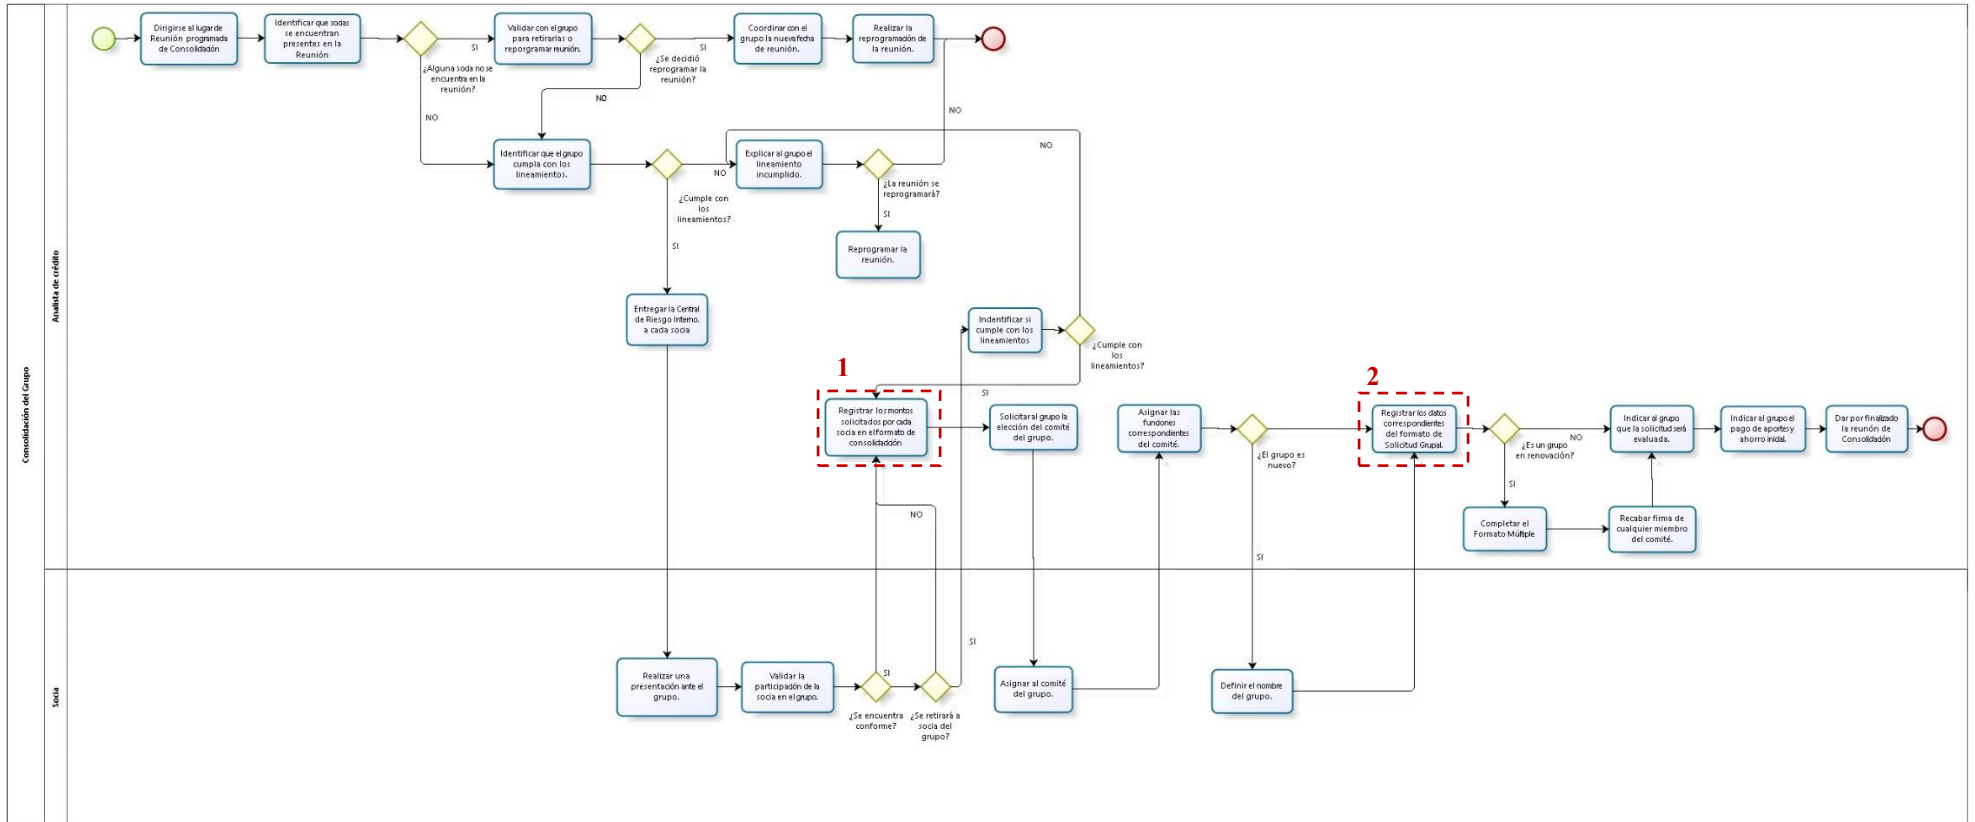 Consolidación del Grupo
Analista de crédito
Socia
Dirigirse al lugar de
Reunión programada
de Consolidación
Identificar que sodas
se encuentran
presentes en la
Reunión
¿Alguna soda no se
encuentra en la
reunión?
SI
NO
Validar con el grupo
para retirarlas o
reporgramar reunión.
¿Se decidió
reprogramar la
reunión?
SI
NO
Coordinar con el
grupo la nueva fecha
de reunión.
Realizar la
reprogramación de
la reunión.
Identificar que el grupo
cumpla con los
lineamientos.
¿Cumple con
los
lineamientos?
NO
SI
Explicar al grupo el
lineamiento
incumplido.
¿La reunión se
reprogramará?
NO
SI
Reprogramar la
reunión.
NO
Entregar la Central
de Riesgo Interno.
a cada socia
Indentificar si
cumple con los
lineamientos
¿Cumple con
los
lineamientos?
SI
1
Registrar los montos
solicitados por cada
socia en el formato de
consolidadción
Solicitar al grupo la
elección del comité
del grupo.
Asignar las
funciones
correspondientes
del comité.
¿El grupo es
nuevo?
SI
2
Registrar los datos
correspondientes
del formato de
Solicitud Grupal.
¿Es un grupo
en renovación?
NO
SI
Indicar al grupo
que la solicitud será
evaluada.
Indicar al grupo el
pago de aportes y
ahorro inicial.
Dar por finalizado
la reunión de
Consolidación
Completar el
Formato Múltiple
Recabar firma de
cualquier miembro
del comité.
NO
SI
Realizar una
presentación ante el
grupo.
Validar la
participación de la
socia en el grupo.
SI
¿Se encuentra
conforme?
¿Se retirará a
socia del
grupo?
Asignar al comité
del grupo.
Definir el nombre
del grupo.